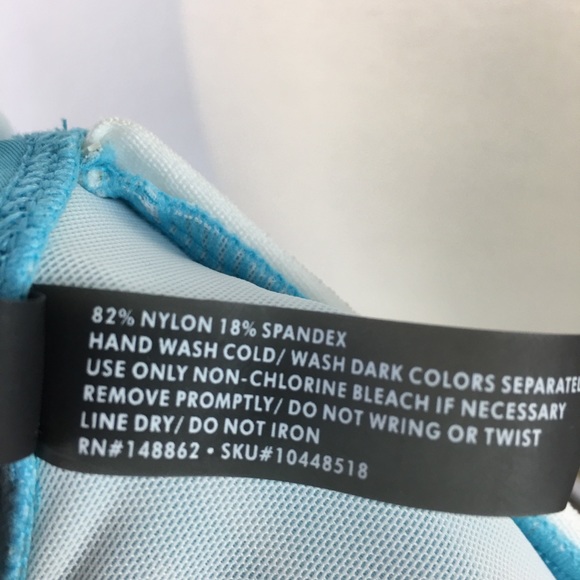 82% NYLON 18% SPANDEX
HAND WASH COLD/ WASH DARK COLORS SEPARATE
USE ONLY NON-CHLORINE BLEACH IF NECESSARY
REMOVE PROMPTLY/ DO NOT WRING OR TWIST
LINE DRY/ DO NOT IRON
RN#148862 • SKU#10448518